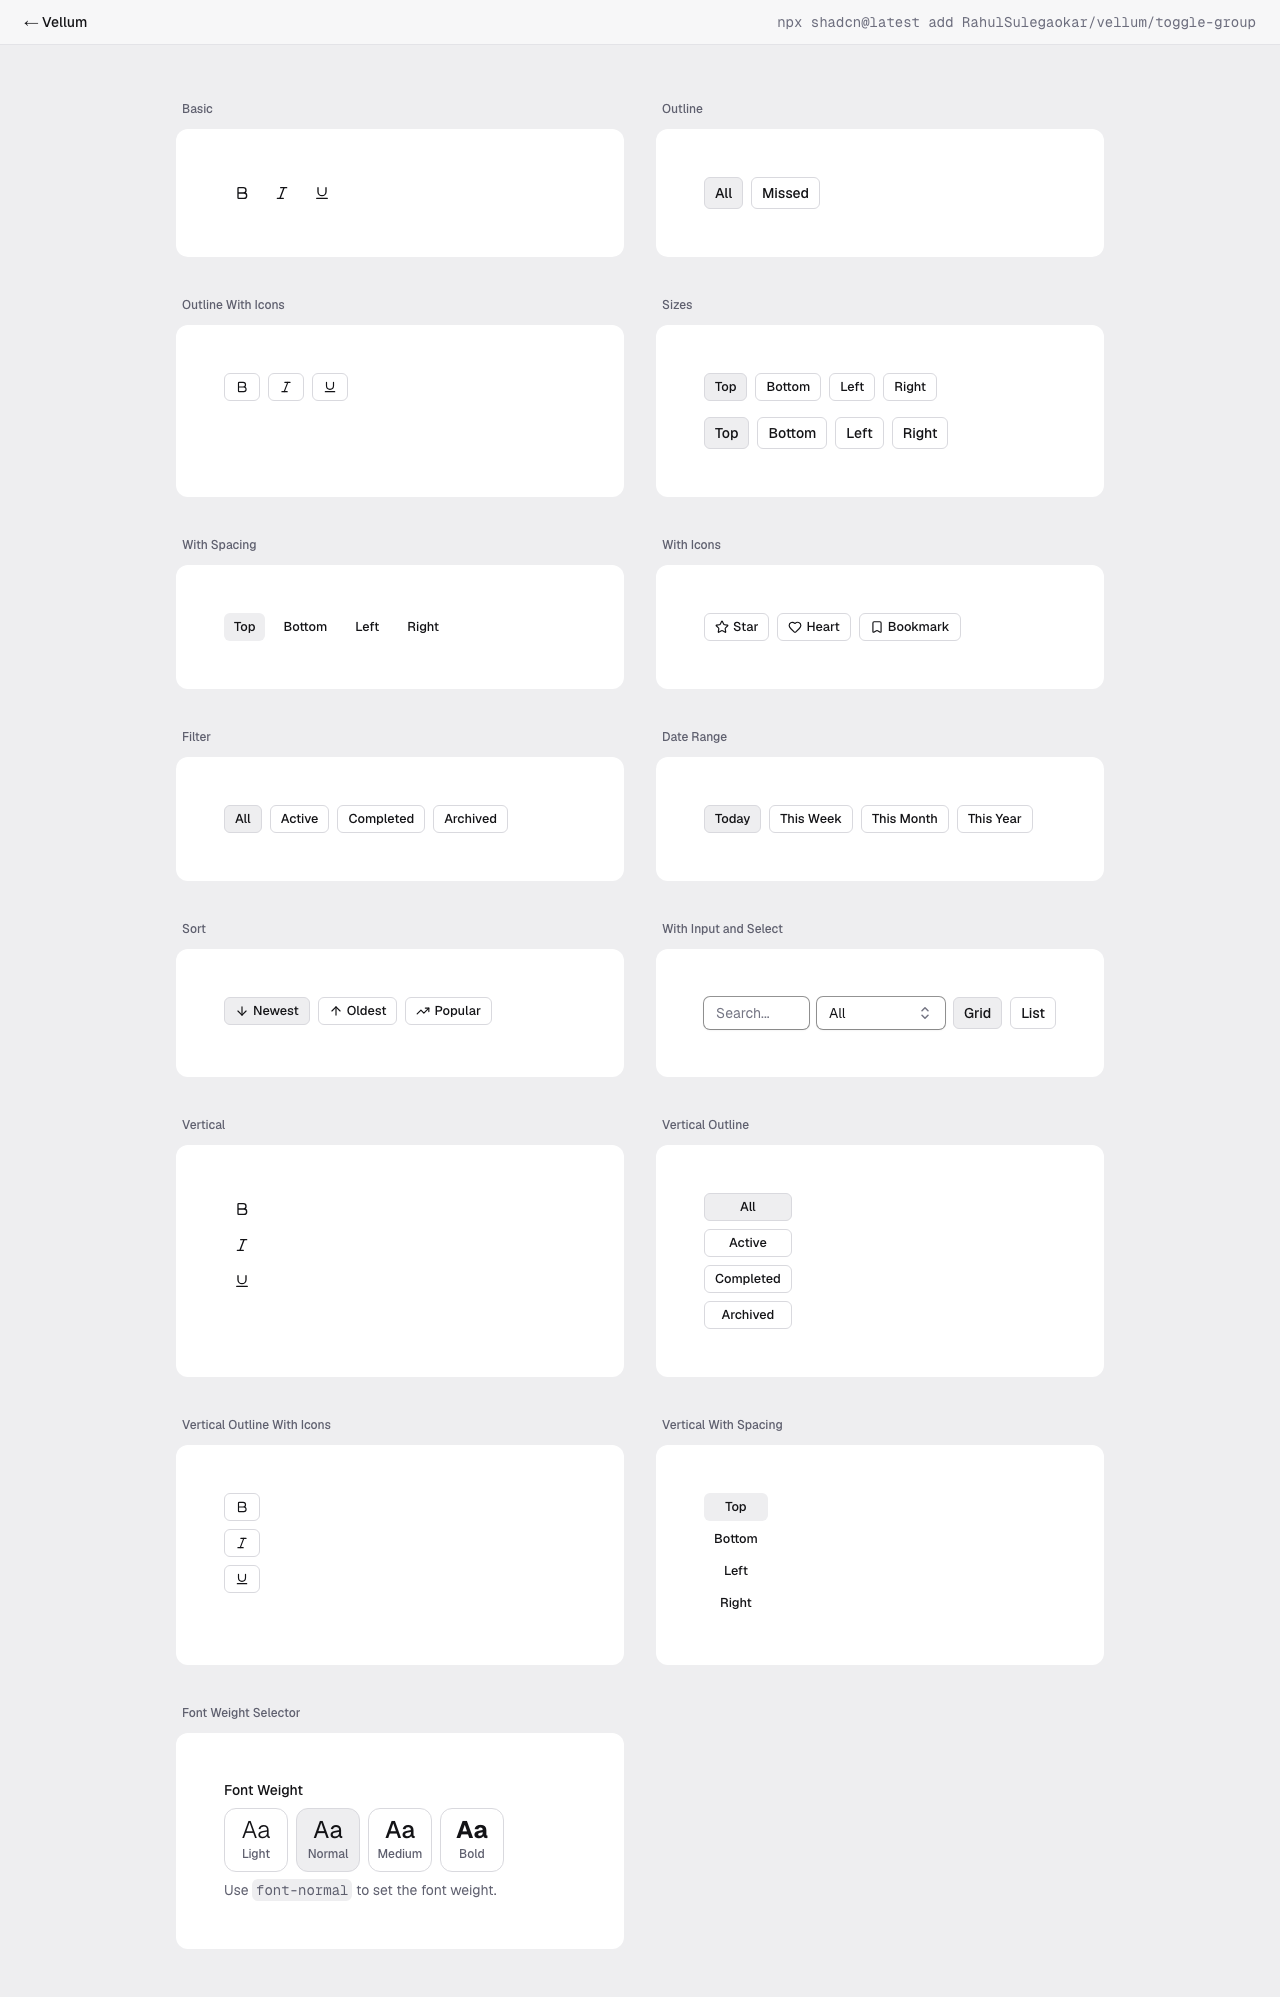 ← Vellum
npx shadcn@latest add RahulSulegaokar/vellum/toggle-group
Basic
B I U
Outline
All Missed
Outline With Icons
B I U
Sizes
Top Bottom Left Right
Top Bottom Left Right
With Spacing
Top Bottom Left Right
With Icons
Star Heart Bookmark
Filter
All Active Completed Archived
Date Range
Today This Week This Month This Year
Sort
Newest Oldest Popular
With Input and Select
Search... All Grid List
Vertical
B
I
U
Vertical Outline
All
Active
Completed
Archived
Vertical Outline With Icons
B
I
U
Vertical With Spacing
Top
Bottom
Left
Right
Font Weight Selector
Font Weight
Aa Aa Aa Aa
Light Normal Medium Bold
Use font-normal to set the font weight.